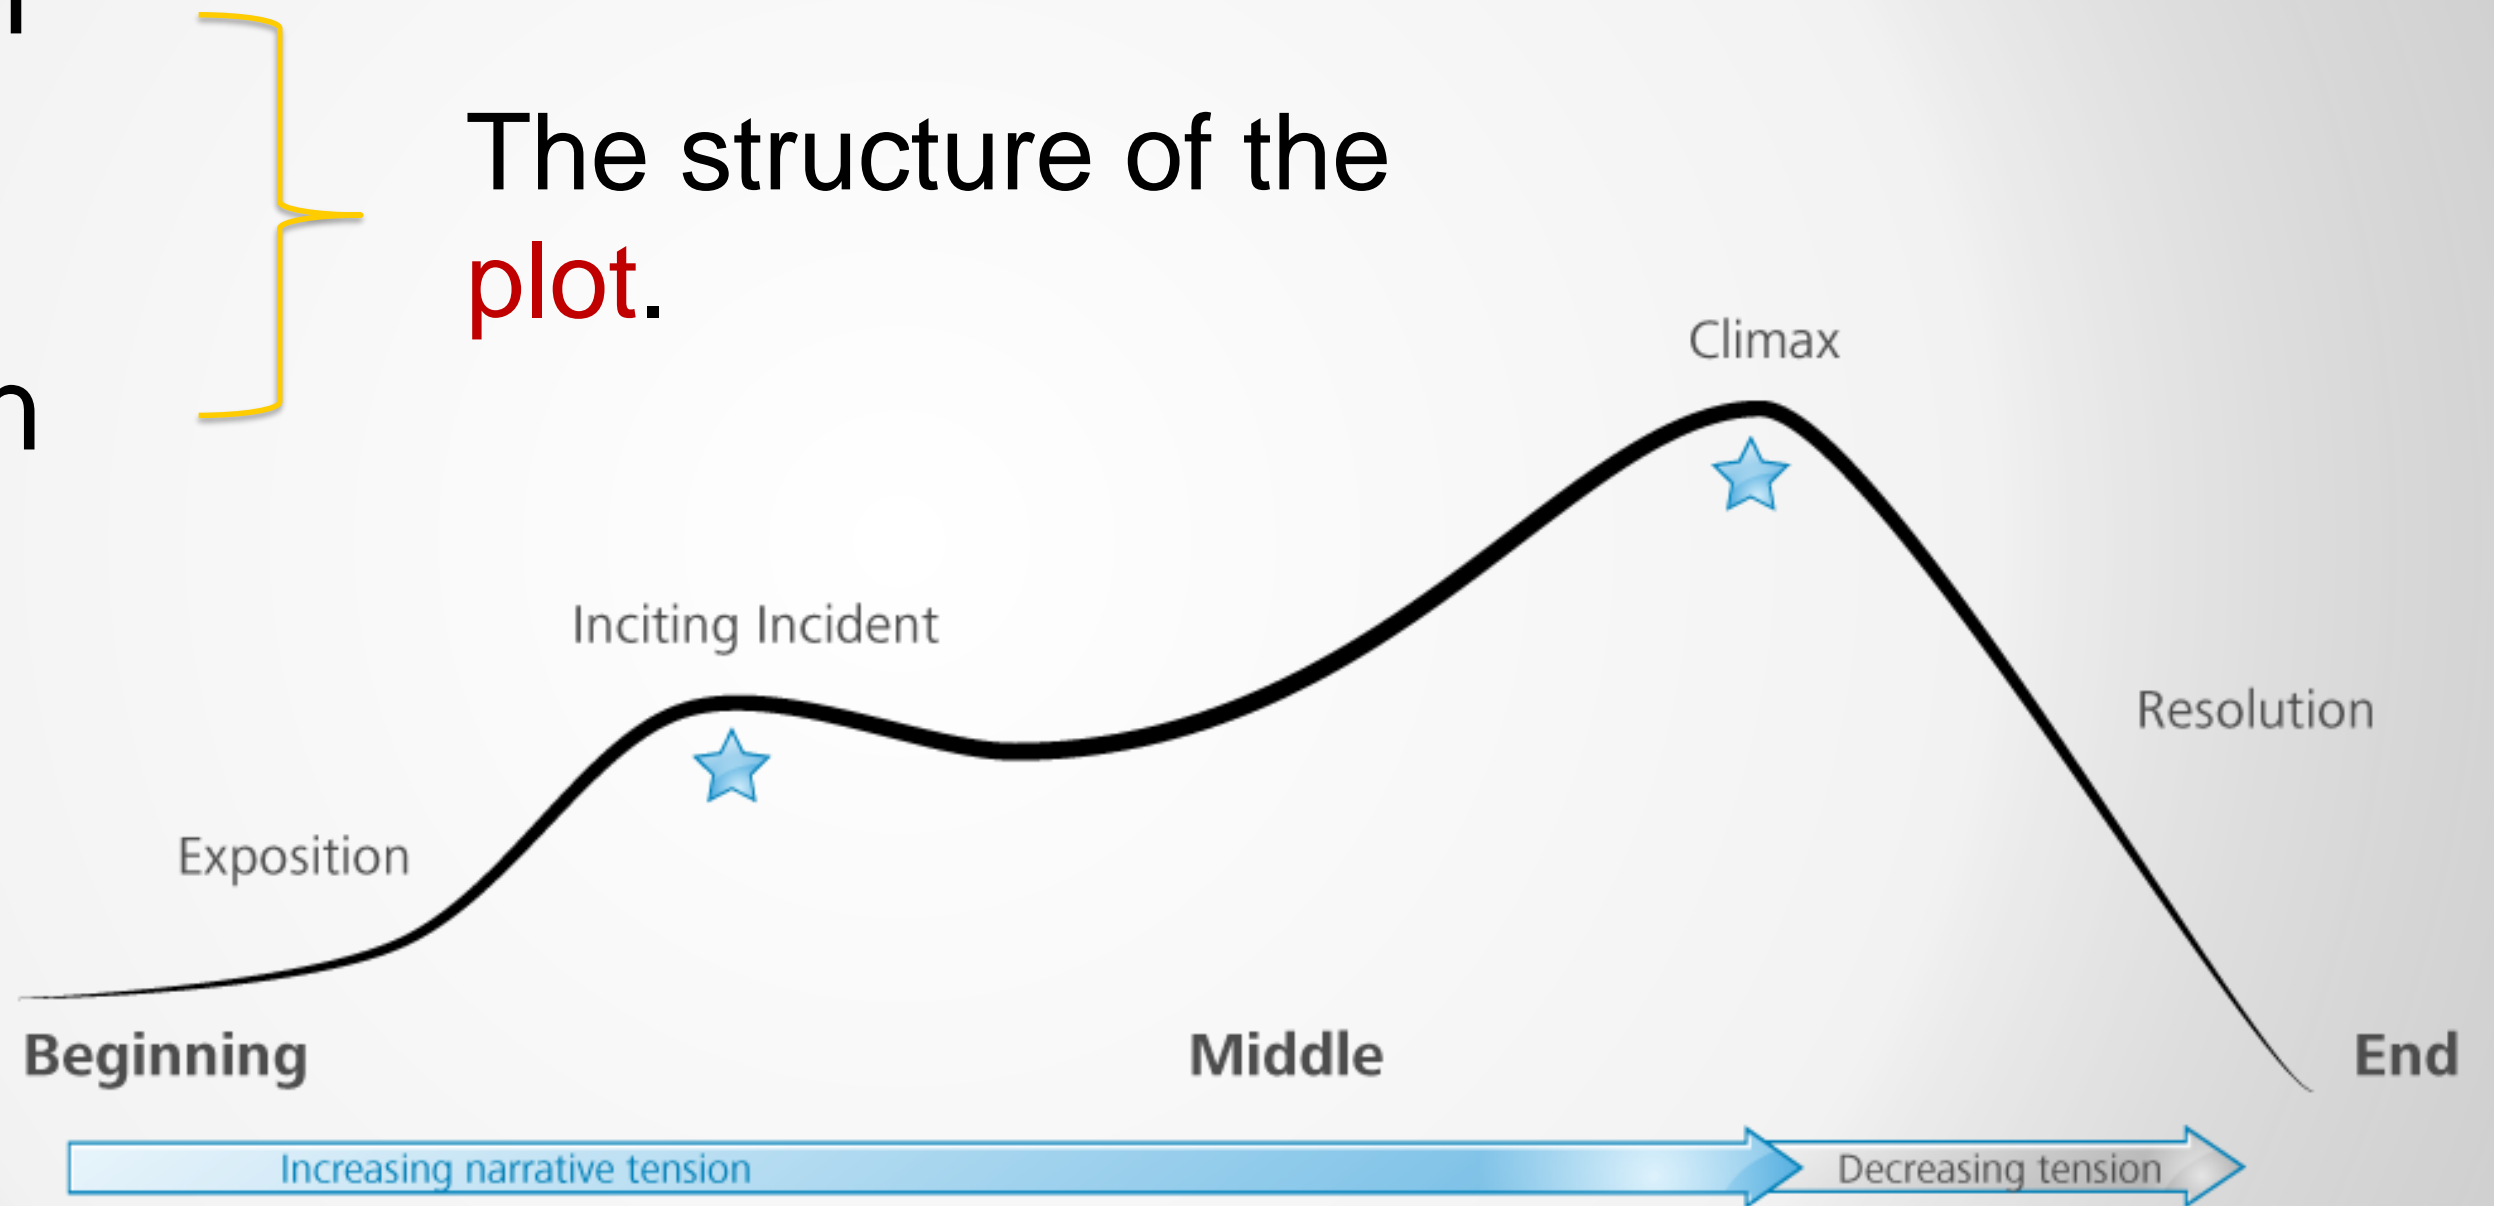 The structure of the
plot.
Climax
Inciting Incident
Resolution
Exposition
Beginning
Middle
End
Increasing narrative tension
Decreasing tension